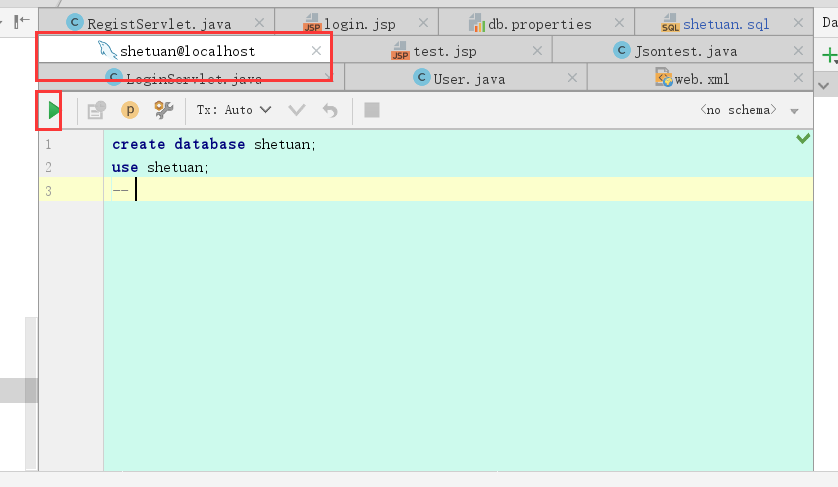 RegistServlet.java login.jsp db.properties shetuan.sql Da
shetuan@localhost test.jsp Jsontest.java
LoginServlet.java User.java web.xml
Tx: Auto <no schema>
1 create database shetuan;
2 use shetuan;
3 --